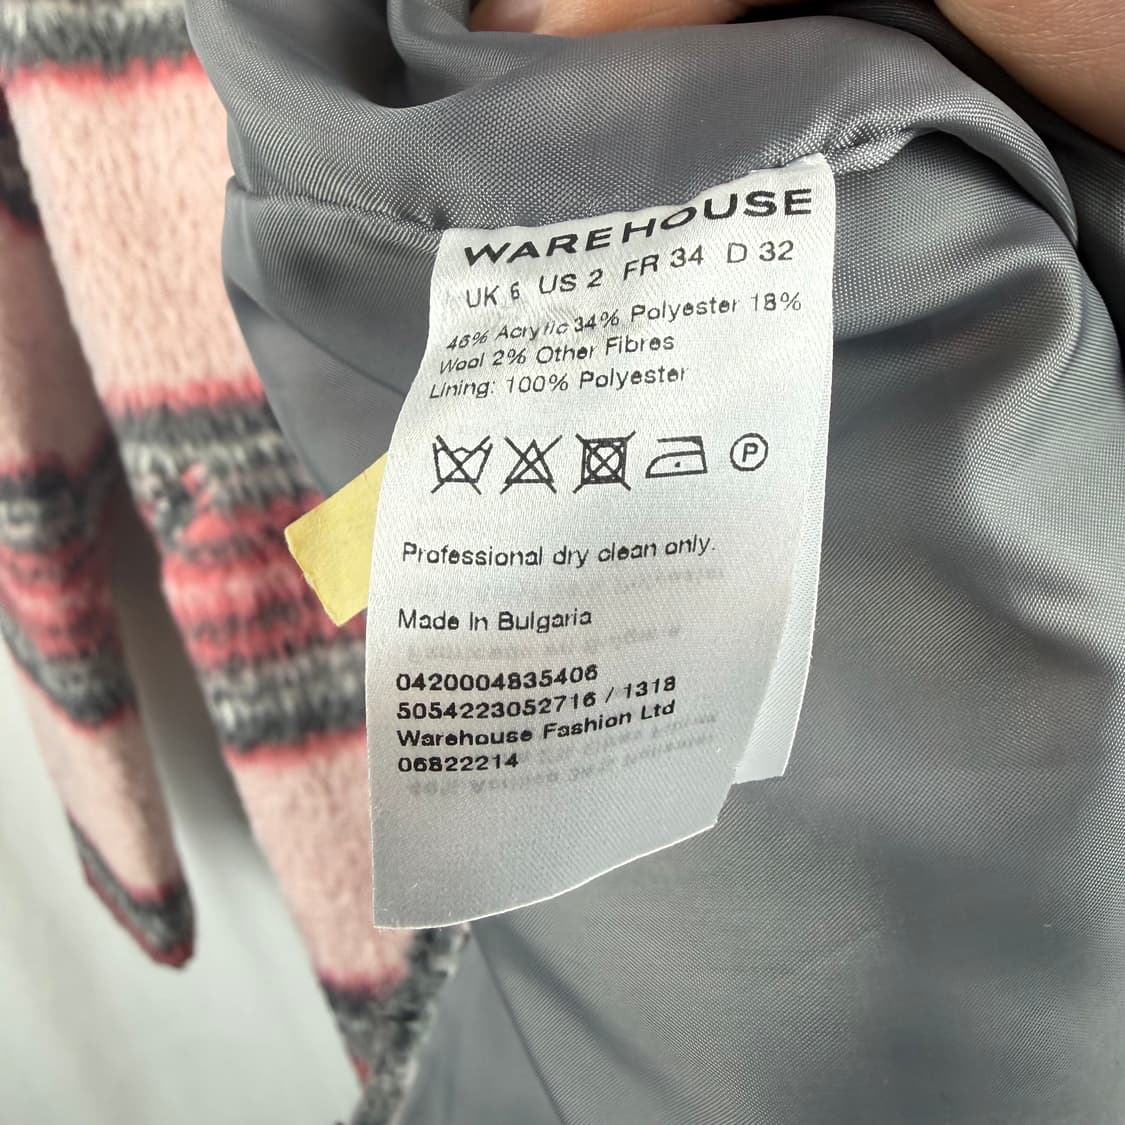 WAREHOUSE
UK 6 US 2 FR 34 D 32
46% Acrylic 34% Polyester 18%
Wool 2% Other Fibres
Lining: 100% Polyester
P
Professional dry clean only.
Made In Bulgaria
0420004835406
5054223052716 / 1318
Warehouse Fashion Ltd
06822214